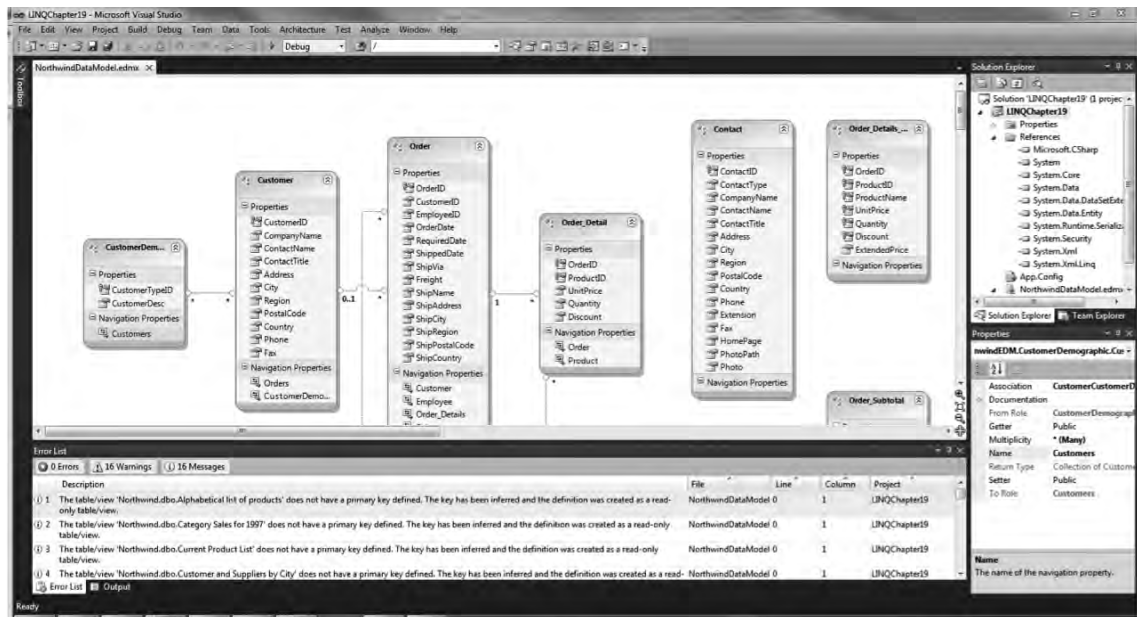 LINQChapter19 - Microsoft Visual Studio
File Edit View Project Build Debug Team Data Tools Architecture Test Analyze Window Help
Debug
/
Toolbox
NorthwindDataModel.edmx
CustomerDem...
Properties
CustomerTypeID
CustomerDesc
Navigation Properties
Customers
*
*
Customer
Properties
CustomerID
CompanyName
ContactName
ContactTitle
Address
City
Region
PostalCode
Country
Phone
Fax
Navigation Properties
Orders
CustomerDemo...
0..1
*
*
*
Order
Properties
OrderID
CustomerID
EmployeeID
OrderDate
RequiredDate
ShippedDate
ShipVia
Freight
ShipName
ShipAddress
ShipCity
ShipRegion
ShipPostalCode
ShipCountry
Navigation Properties
Customer
Employee
Order_Details
1
*
Order_Detail
Properties
OrderID
ProductID
UnitPrice
Quantity
Discount
Navigation Properties
Order
Product
*
Contact
Properties
ContactID
ContactType
CompanyName
ContactName
ContactTitle
Address
City
Region
PostalCode
Country
Phone
Extension
Fax
HomePage
PhotoPath
Photo
Navigation Properties
Order_Details_...
Properties
OrderID
ProductID
ProductName
UnitPrice
Quantity
Discount
ExtendedPrice
Navigation Properties
Order_Subtotal
Solution Explorer
Solution 'LINQChapter19' (1 projec
LINQChapter19
Properties
References
Microsoft.CSharp
System
System.Core
System.Data
System.Data.DataSetExte
System.Data.Entity
System.Runtime.Serializa
System.Security
System.Xml
System.Xml.Linq
App.Config
NorthwindDataModel.edmx
Solution Explorer Team Explorer
Properties
nwindEDM.CustomerDemographic.Cus
Association CustomerCustomerD
Documentation
From Role CustomerDemograpl
Getter Public
Multiplicity * (Many)
Name Customers
Return Type Collection of Custome
Setter Public
To Role Customers
Name
The name of the navigation property.
Error List
0 Errors 16 Warnings 16 Messages
Description File Line Column Project
1 The table/view 'Northwind.dbo.Alphabetical list of products' does not have a primary key defined. The key has been inferred and the definition was created as a read- NorthwindDataModel 0 1 LINQChapter19
only table/view.
2 The table/view 'Northwind.dbo.Category Sales for 1997' does not have a primary key defined. The key has been inferred and the definition was created as a read-only NorthwindDataModel 0 1 LINQChapter19
table/view.
3 The table/view 'Northwind.dbo.Current Product List' does not have a primary key defined. The key has been inferred and the definition was created as a read-only NorthwindDataModel 0 1 LINQChapter19
table/view.
4 The table/view 'Northwind.dbo.Customer and Suppliers by City' does not have a primary key defined. The key has been inferred and the definition was created as a read- NorthwindDataModel 0 1 LINQChapter19
Error List Output
Ready